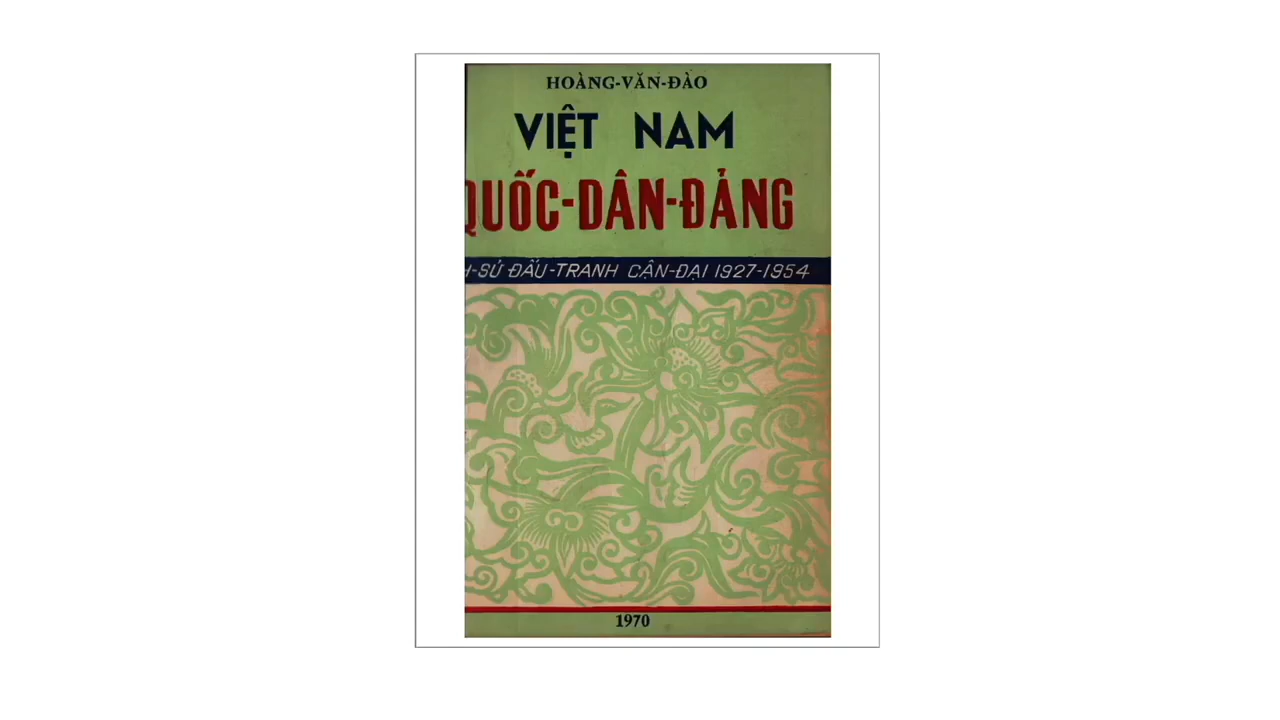 HOÀNG-VĂN-ĐÀO
VIỆT NAM
QUỐC-DÂN-ĐẢNG
H-SỬ ĐẤU-TRANH CẬN-ĐẠI 1927-1954
1970